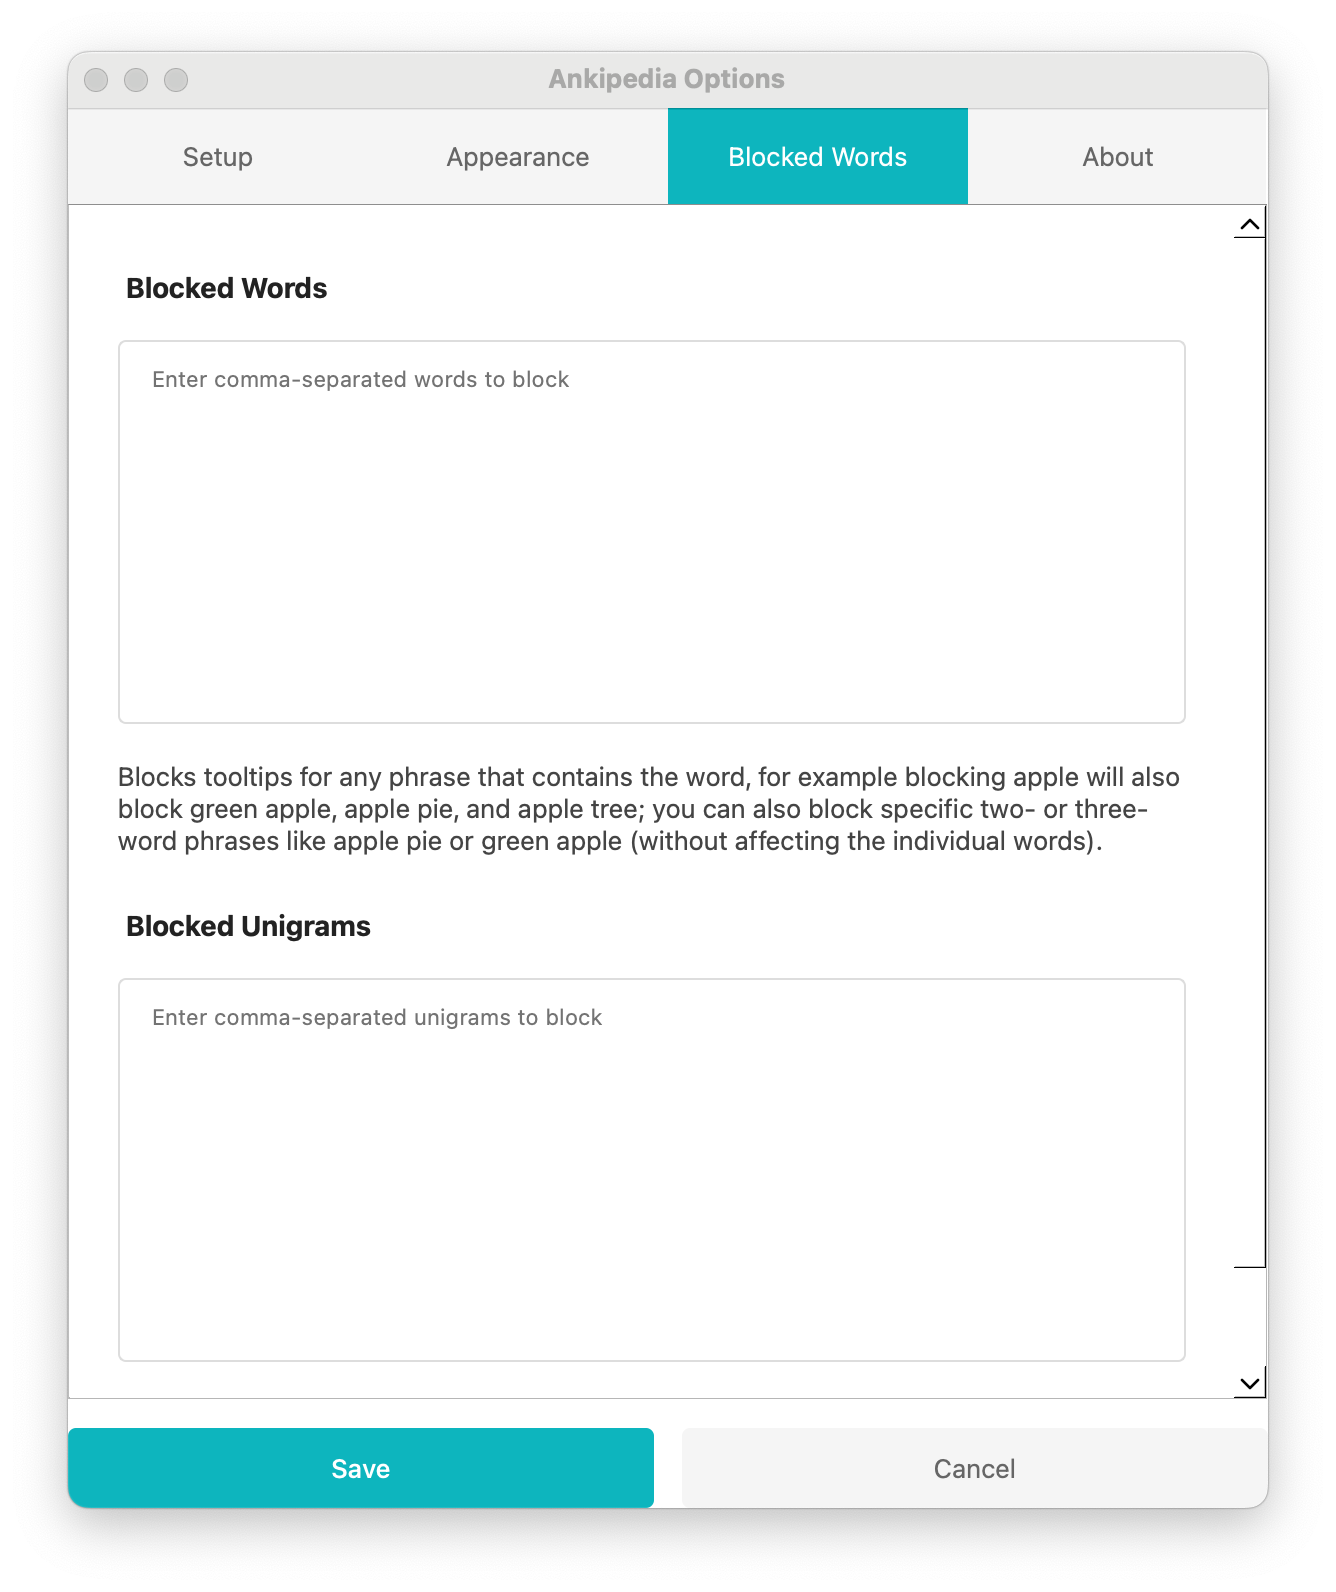 Ankipedia Options
Setup
Appearance
Blocked Words
About
Blocked Words
Enter comma-separated words to block
Blocks tooltips for any phrase that contains the word, for example blocking apple will also
block green apple, apple pie, and apple tree; you can also block specific two- or three-
word phrases like apple pie or green apple (without affecting the individual words).
Blocked Unigrams
Enter comma-separated unigrams to block
Save
Cancel